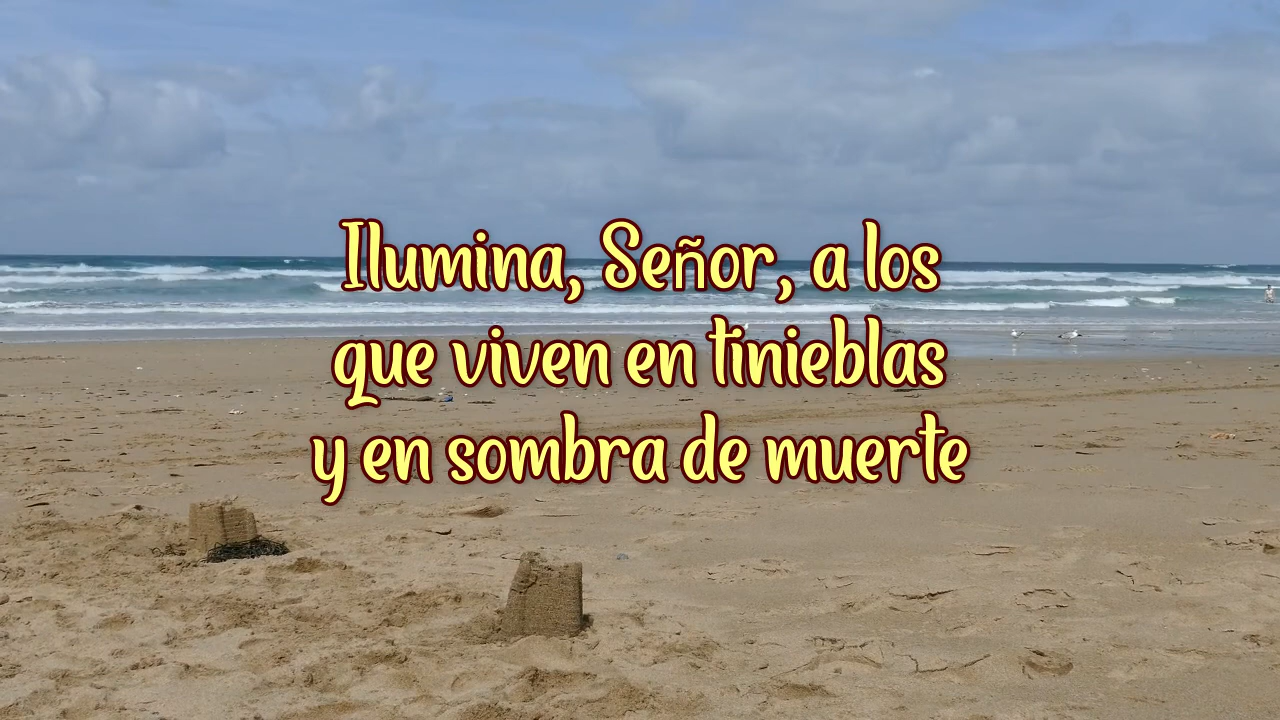 Ilumina, Señor, a los
que viven en tinieblas
y en sombra de muerte